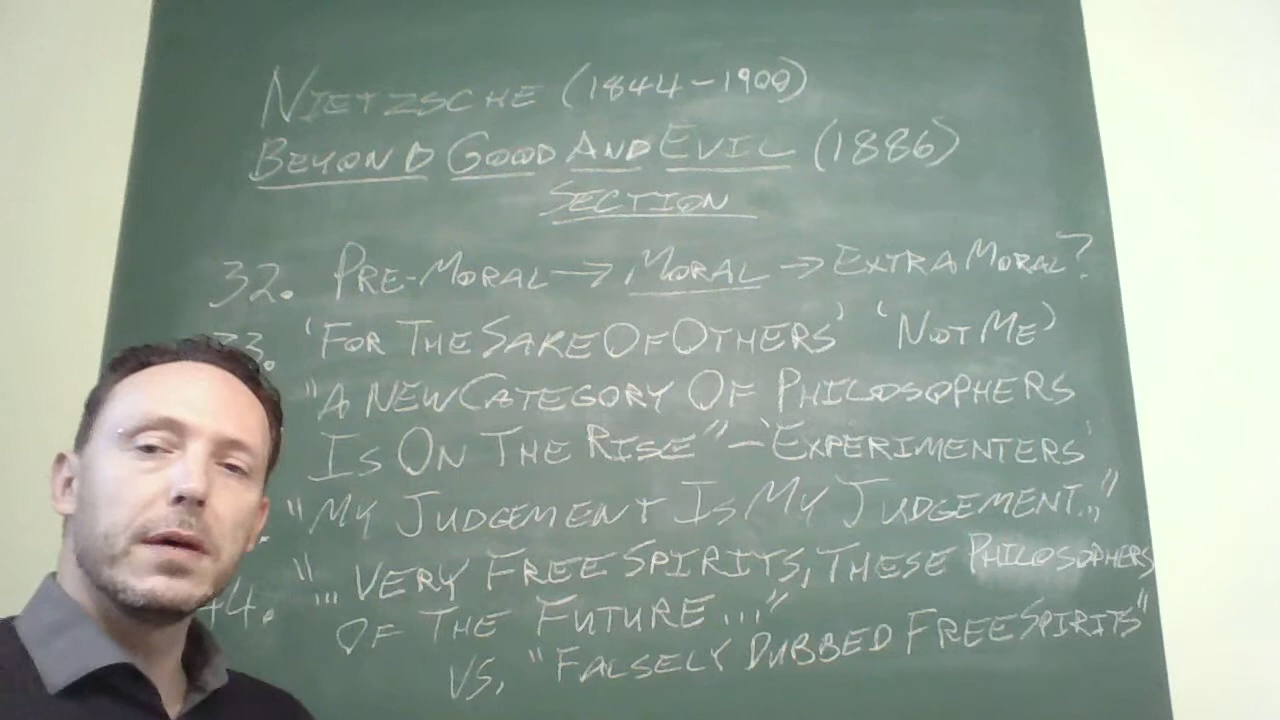 NIETZSCHE (1844-1900)
BEYOND GOOD AND EVIL (1886)
SECTION
32. PRE-MORAL → MORAL → EXTRA MORAL?
33. 'FOR THE SAKE OF OTHERS' 'NOT ME'
"A NEW CATEGORY OF PHILOSOPHERS
IS ON THE RISE" - 'EXPERIMENTERS'
"MY JUDGEMENT IS MY JUDGEMENT.."
44. "... VERY FREE SPIRITS, THESE PHILOSOPHERS
OF THE FUTURE ..."
VS. "FALSELY DUBBED FREE SPIRITS"